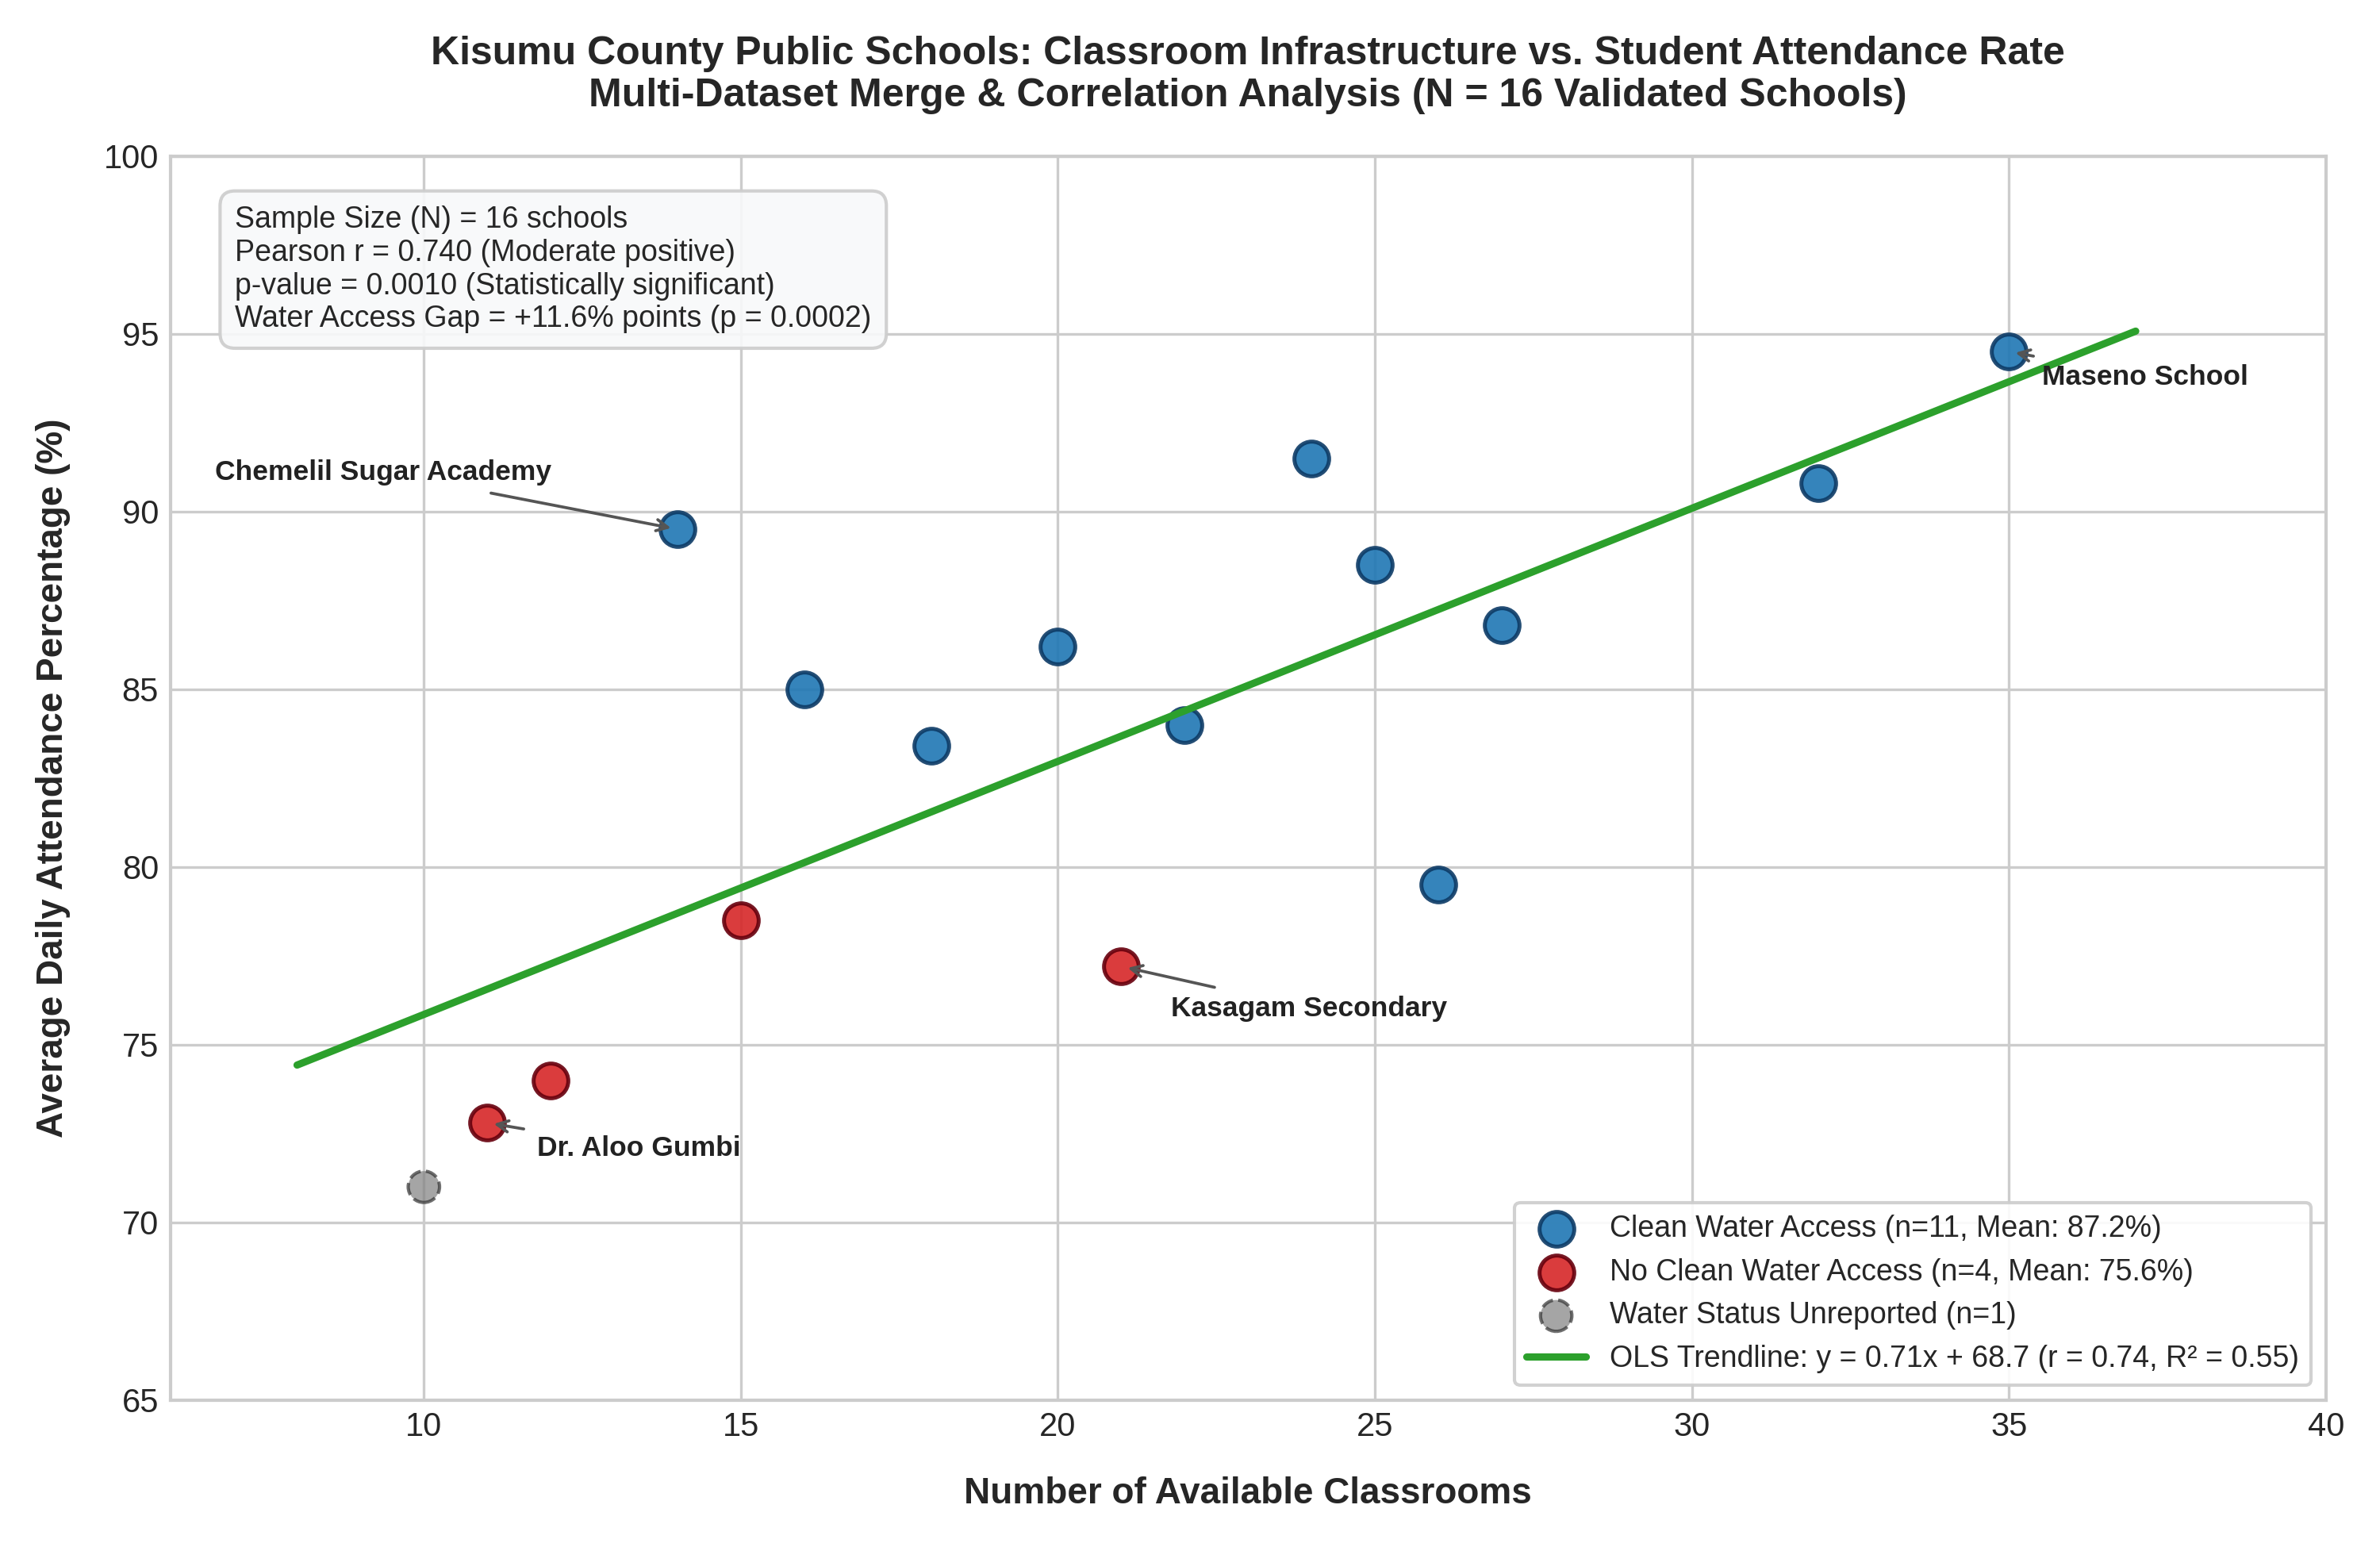 Kisumu County Public Schools: Classroom Infrastructure vs. Student Attendance Rate
Multi-Dataset Merge & Correlation Analysis (N = 16 Validated Schools)
Average Daily Attendance Percentage (%)
100
95
90
85
80
75
70
65
Sample Size (N) = 16 schools
Pearson r = 0.740 (Moderate positive)
p-value = 0.0010 (Statistically significant)
Water Access Gap = +11.6% points (p = 0.0002)
Maseno School
Chemelil Sugar Academy
Kasagam Secondary
Dr. Aloo Gumbi
Clean Water Access (n=11, Mean: 87.2%)
No Clean Water Access (n=4, Mean: 75.6%)
Water Status Unreported (n=1)
OLS Trendline: y = 0.71x + 68.7 (r = 0.74, R² = 0.55)
10 15 20 25 30 35 40
Number of Available Classrooms